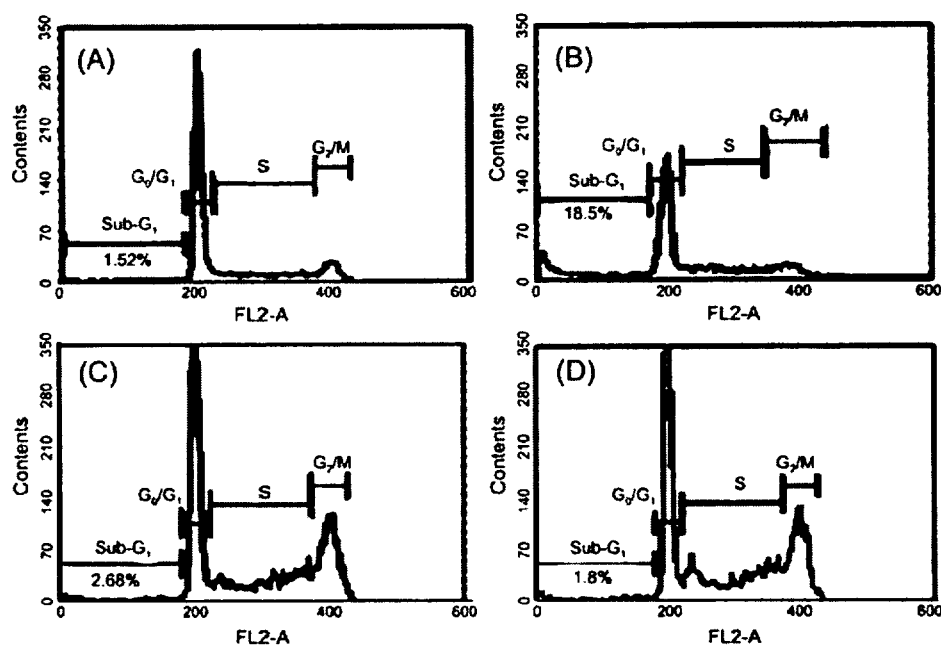 (A)
Contents
0 70 140 210 280 350
G₀/G₁
S
G₂/M
Sub-G₁
1.52%
0 200 400 600
FL2-A
(B)
Contents
0 70 140 210 280 350
G₀/G₁
S
G₂/M
Sub-G₁
18.5%
0 200 400 600
FL2-A
(C)
Contents
0 70 140 210 280 350
G₀/G₁
S
G₂/M
Sub-G₁
2.68%
0 200 400 600
FL2-A
(D)
Contents
0 70 140 210 280 350
G₀/G₁
S
G₂/M
Sub-G₁
1.8%
0 200 400 600
FL2-A